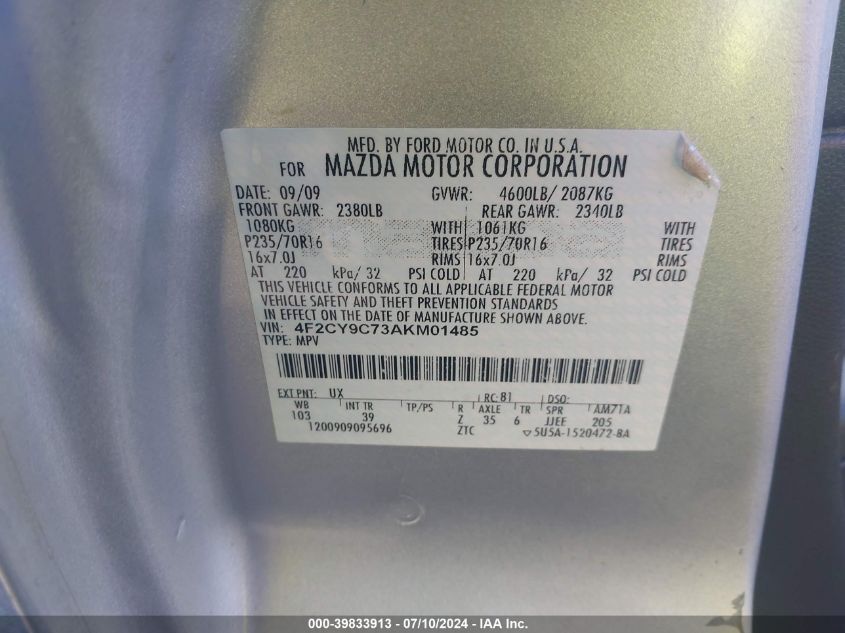 MFD. BY FORD MOTOR CO. IN U.S.A.
FOR MAZDA MOTOR CORPORATION
DATE: 09/09 GVWR: 4600LB/ 2087KG
FRONT GAWR: 2380LB REAR GAWR: 2340LB
1080KG WITH 1061KG WITH
P235/70R16 TIRES P235/70R16 TIRES
16x7.0J RIMS 16x7.0J RIMS
AT 220 kPa/ 32 PSI COLD AT 220 kPa/ 32 PSI COLD
THIS VEHICLE CONFORMS TO ALL APPLICABLE FEDERAL MOTOR
VEHICLE SAFETY AND THEFT PREVENTION STANDARDS
IN EFFECT ON THE DATE OF MANUFACTURE SHOWN ABOVE.
VIN: 4F2CY9C73AKM01485
TYPE: MPV
EXT PNT: UX RC: 81 DSO:
WB INT TR TP/PS R AXLE TR SPR AM71A
103 39 Z 35 6 JJEE 205
1200909095696 ZTC 5U5A-1520472-BA
000-39833913 - 07/10/2024 - IAA Inc.